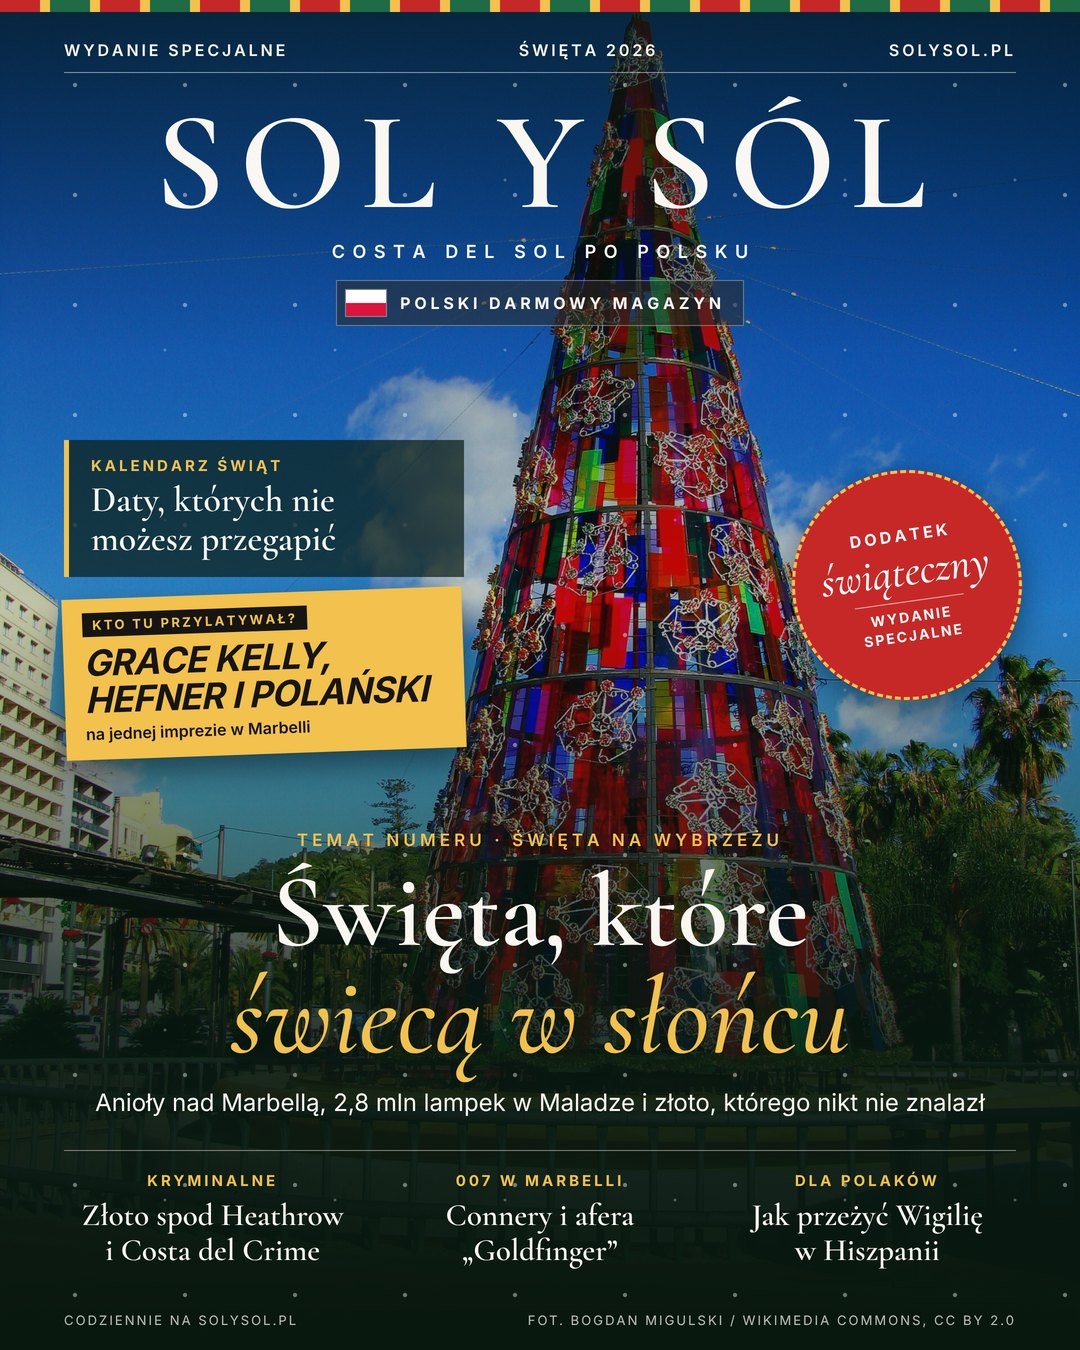 WYDANIE SPECJALNE
ŚWIĘTA 2026
SOLYSOL.PL
SOL Y SÓL
COSTA DEL SOL PO POLSKU
POLSKI DARMOWY MAGAZYN
KALENDARZ ŚWIĄT
Daty, których nie
możesz przegapić
KTO TU PRZYLATYWAŁ?
GRACE KELLY,
HEFNER I POLAŃSKI
na jednej imprezie w Marbelli
DODATEK
świąteczny
WYDANIE
SPECJALNE
TEMAT NUMERU · ŚWIĘTA NA WYBRZEŻU
Święta, które
świecą w słońcu
Anioły nad Marbellą, 2,8 mln lampek w Maladze i złoto, którego nikt nie znalazł
KRYMINALNE
Złoto spod Heathrow
i Costa del Crime
007 W MARBELLI
Connery i afera
„Goldfinger”
DLA POLAKÓW
Jak przeżyć Wigilię
w Hiszpanii
CODZIENNIE NA SOLYSOL.PL
FOT. BOGDAN MIGULSKI / WIKIMEDIA COMMONS, CC BY 2.0